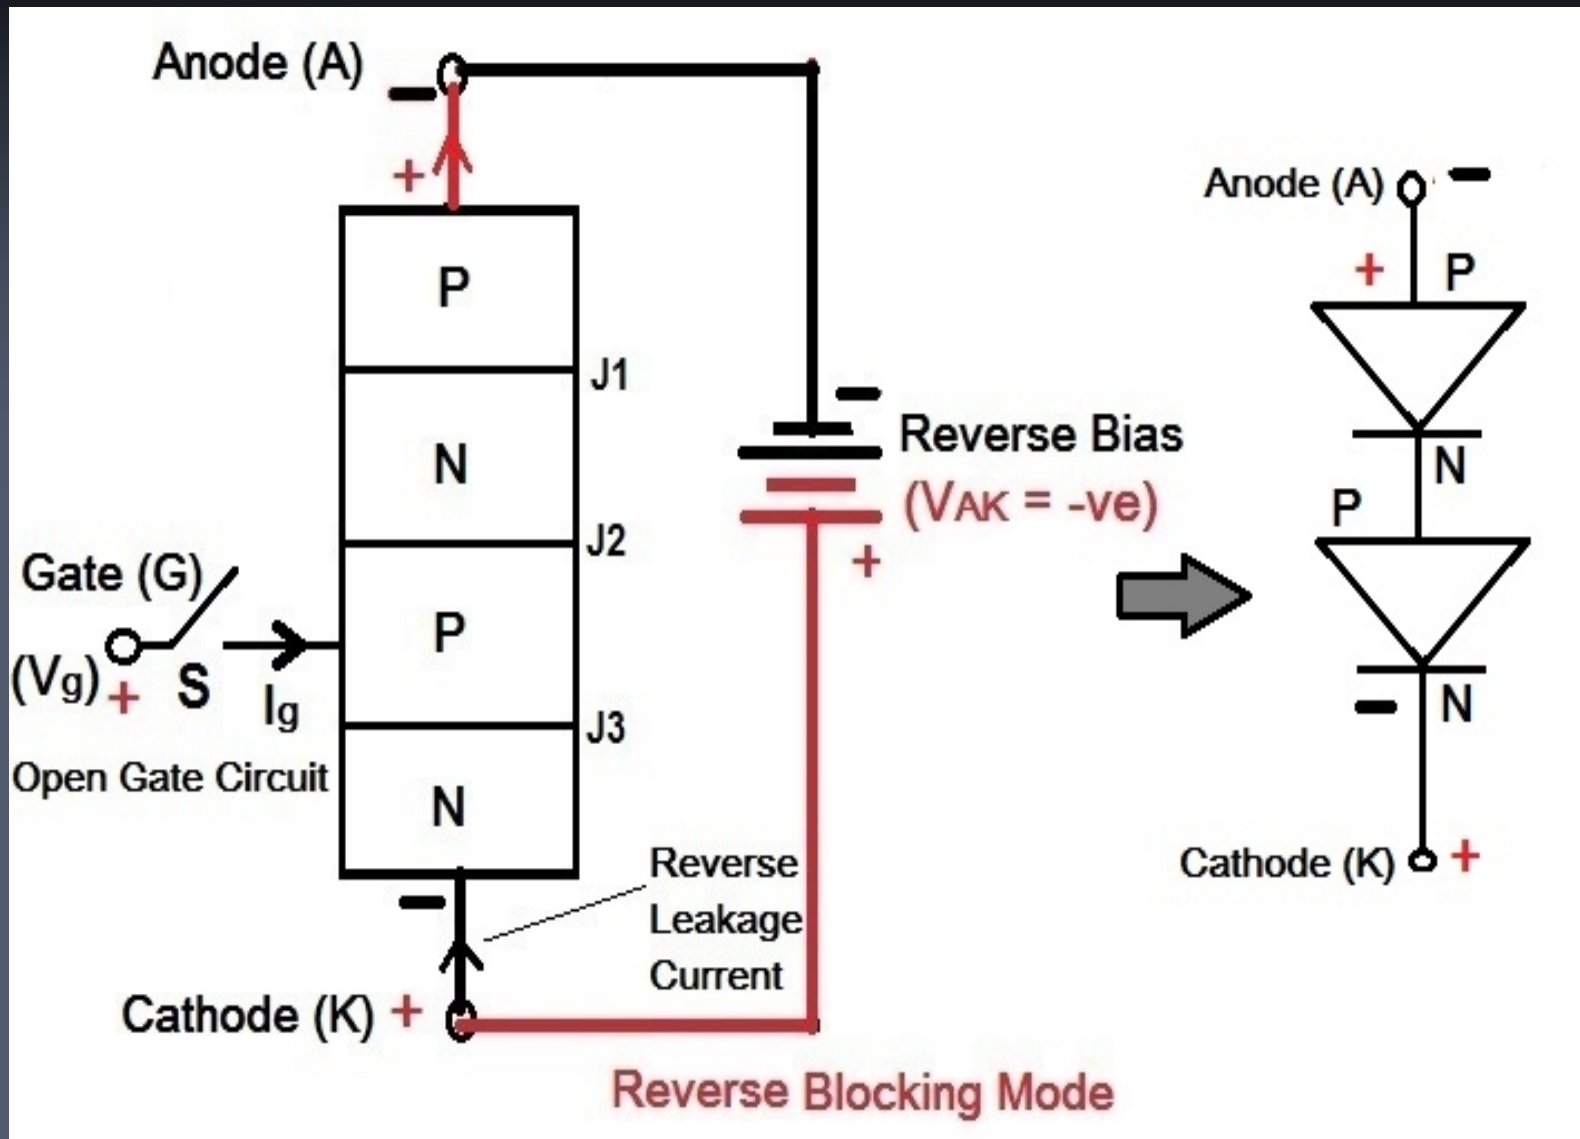 Anode (A)
−
+
P
J1
N
J2
Gate (G)
(Vg) + S Ig
P
J3
Open Gate Circuit
N
−
Reverse
Leakage
Current
Cathode (K) +
−
Reverse Bias
(VAK = -ve)
+
Reverse Blocking Mode
Anode (A) −
+ P
N
P
− N
Cathode (K) +